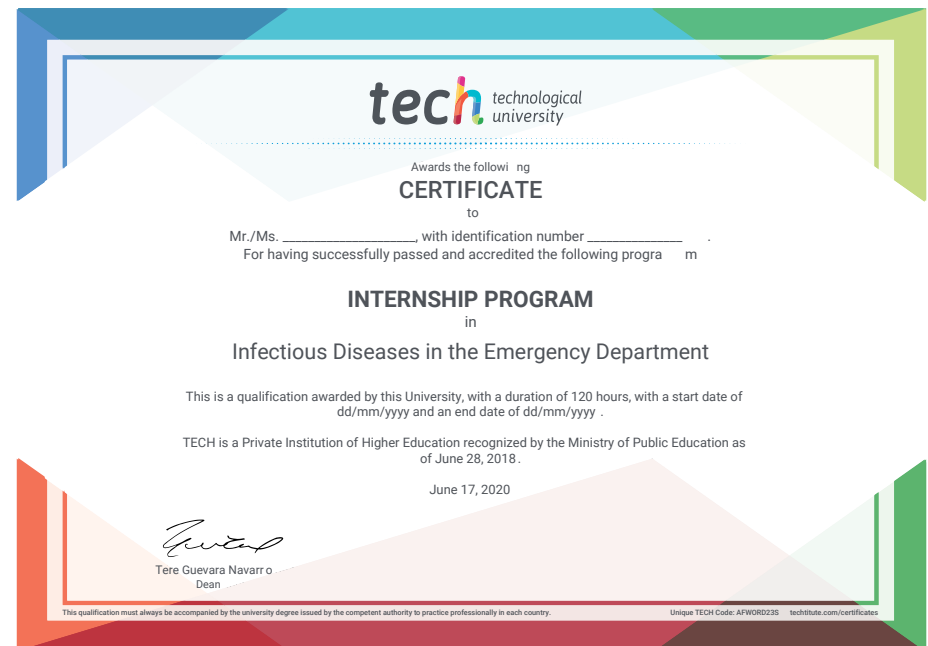 tech technological
university
Awards the followi ng
CERTIFICATE
to
Mr./Ms. ___________________, with identification number ______________ .
For having successfully passed and accredited the following progra m
INTERNSHIP PROGRAM
in
Infectious Diseases in the Emergency Department
This is a qualification awarded by this University, with a duration of 120 hours, with a start date of
dd/mm/yyyy and an end date of dd/mm/yyyy .
TECH is a Private Institution of Higher Education recognized by the Ministry of Public Education as
of June 28, 2018 .
June 17, 2020
Tere Guevara Navarro
Dean
This qualification must always be accompanied by the university degree issued by the competent authority to practice professionally in each country. Unique TECH Code: AFWORD23S techtitute.com/certificates